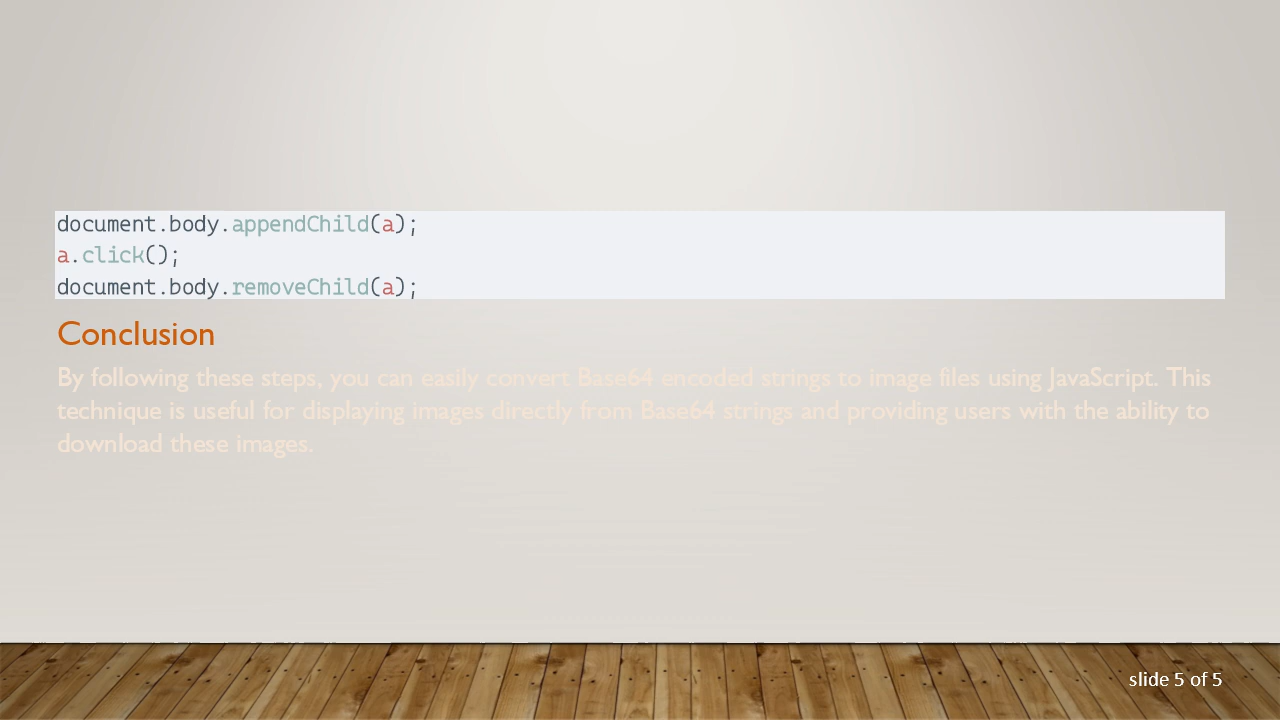 document.body.appendChild(a);
a.click();
document.body.removeChild(a);
Conclusion
By following these steps, you can easily convert Base64 encoded strings to image files using JavaScript. This
technique is useful for displaying images directly from Base64 strings and providing users with the ability to
download these images.
slide 5 of 5